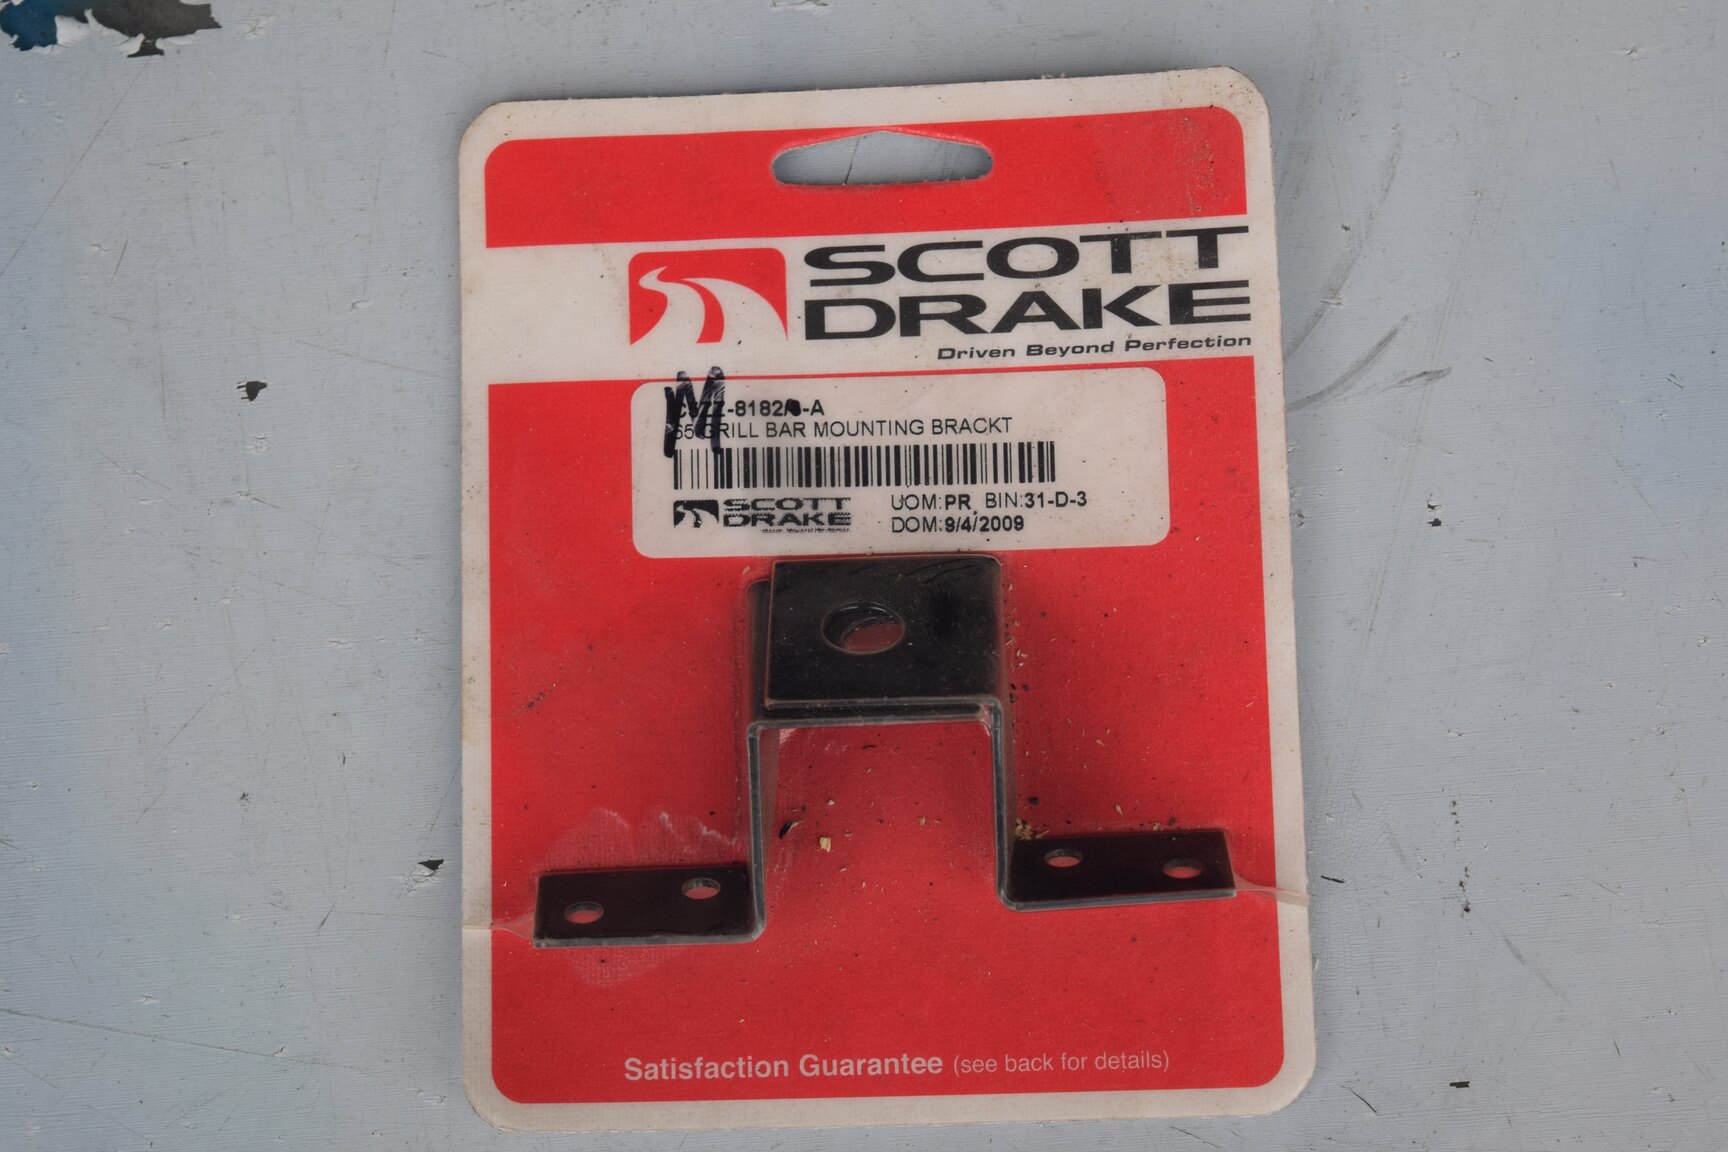 SCOTT
DRAKE
Driven Beyond Perfection
M
-A
65 GRILL BAR MOUNTING BRACKT
SCOTT
DRAKE
UOM:PR BIN:31-D-3
DOM:9/4/2009
Satisfaction Guarantee (see back for details)